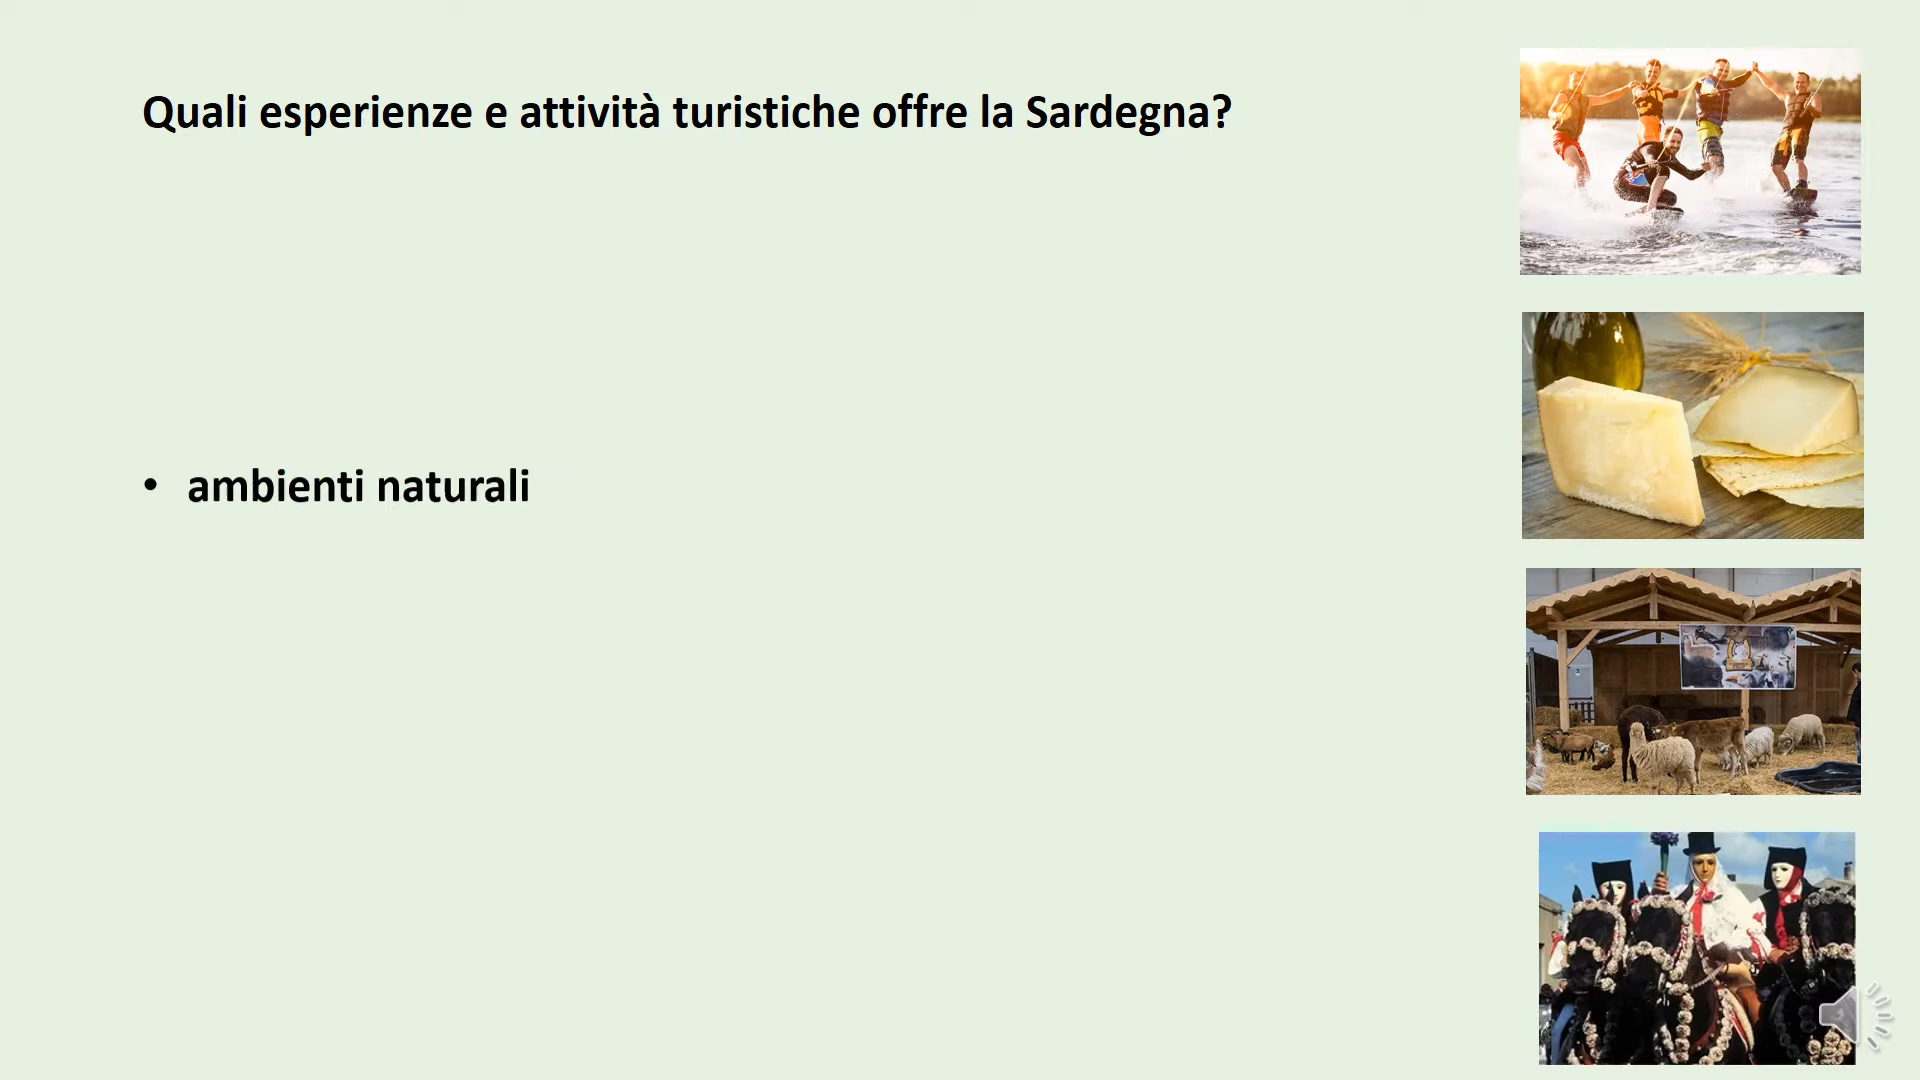 Quali esperienze e attività turistiche offre la Sardegna?
• ambienti naturali